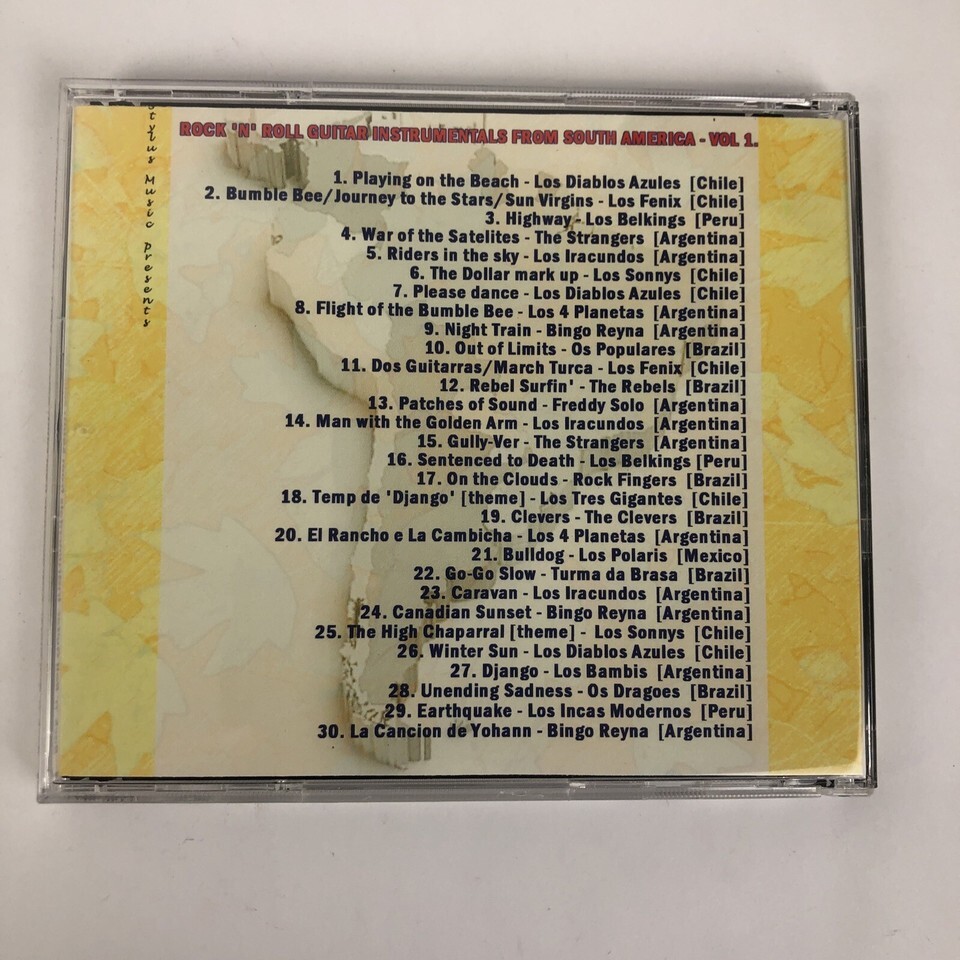 stylus Music presents
ROCK 'N' ROLL GUITAR INSTRUMENTALS FROM SOUTH AMERICA - VOL 1.
1. Playing on the Beach - Los Diablos Azules [Chile]
2. Bumble Bee/Journey to the Stars/Sun Virgins - Los Fenix [Chile]
3. Highway - Los Belkings [Peru]
4. War of the Satelites - The Strangers [Argentina]
5. Riders in the sky - Los Iracundos [Argentina]
6. The Dollar mark up - Los Sonnys [Chile]
7. Please dance - Los Diablos Azules [Chile]
8. Flight of the Bumble Bee - Los 4 Planetas [Argentina]
9. Night Train - Bingo Reyna [Argentina]
10. Out of Limits - Os Populares [Brazil]
11. Dos Guitarras/March Turca - Los Fenix [Chile]
12. Rebel Surfin' - The Rebels [Brazil]
13. Patches of Sound - Freddy Solo [Argentina]
14. Man with the Golden Arm - Los Iracundos [Argentina]
15. Gully-Ver - The Strangers [Argentina]
16. Sentenced to Death - Los Belkings [Peru]
17. On the Clouds - Rock Fingers [Brazil]
18. Temp de 'Django' [theme] - Los Tres Gigantes [Chile]
19. Clevers - The Clevers [Brazil]
20. El Rancho e La Cambicha - Los 4 Planetas [Argentina]
21. Bulldog - Los Polaris [Mexico]
22. Go-Go Slow - Turma da Brasa [Brazil]
23. Caravan - Los Iracundos [Argentina]
24. Canadian Sunset - Bingo Reyna [Argentina]
25. The High Chaparral [theme] - Los Sonnys [Chile]
26. Winter Sun - Los Diablos Azules [Chile]
27. Django - Los Bambis [Argentina]
28. Unending Sadness - Os Dragoes [Brazil]
29. Earthquake - Los Incas Modernos [Peru]
30. La Cancion de Yohann - Bingo Reyna [Argentina]